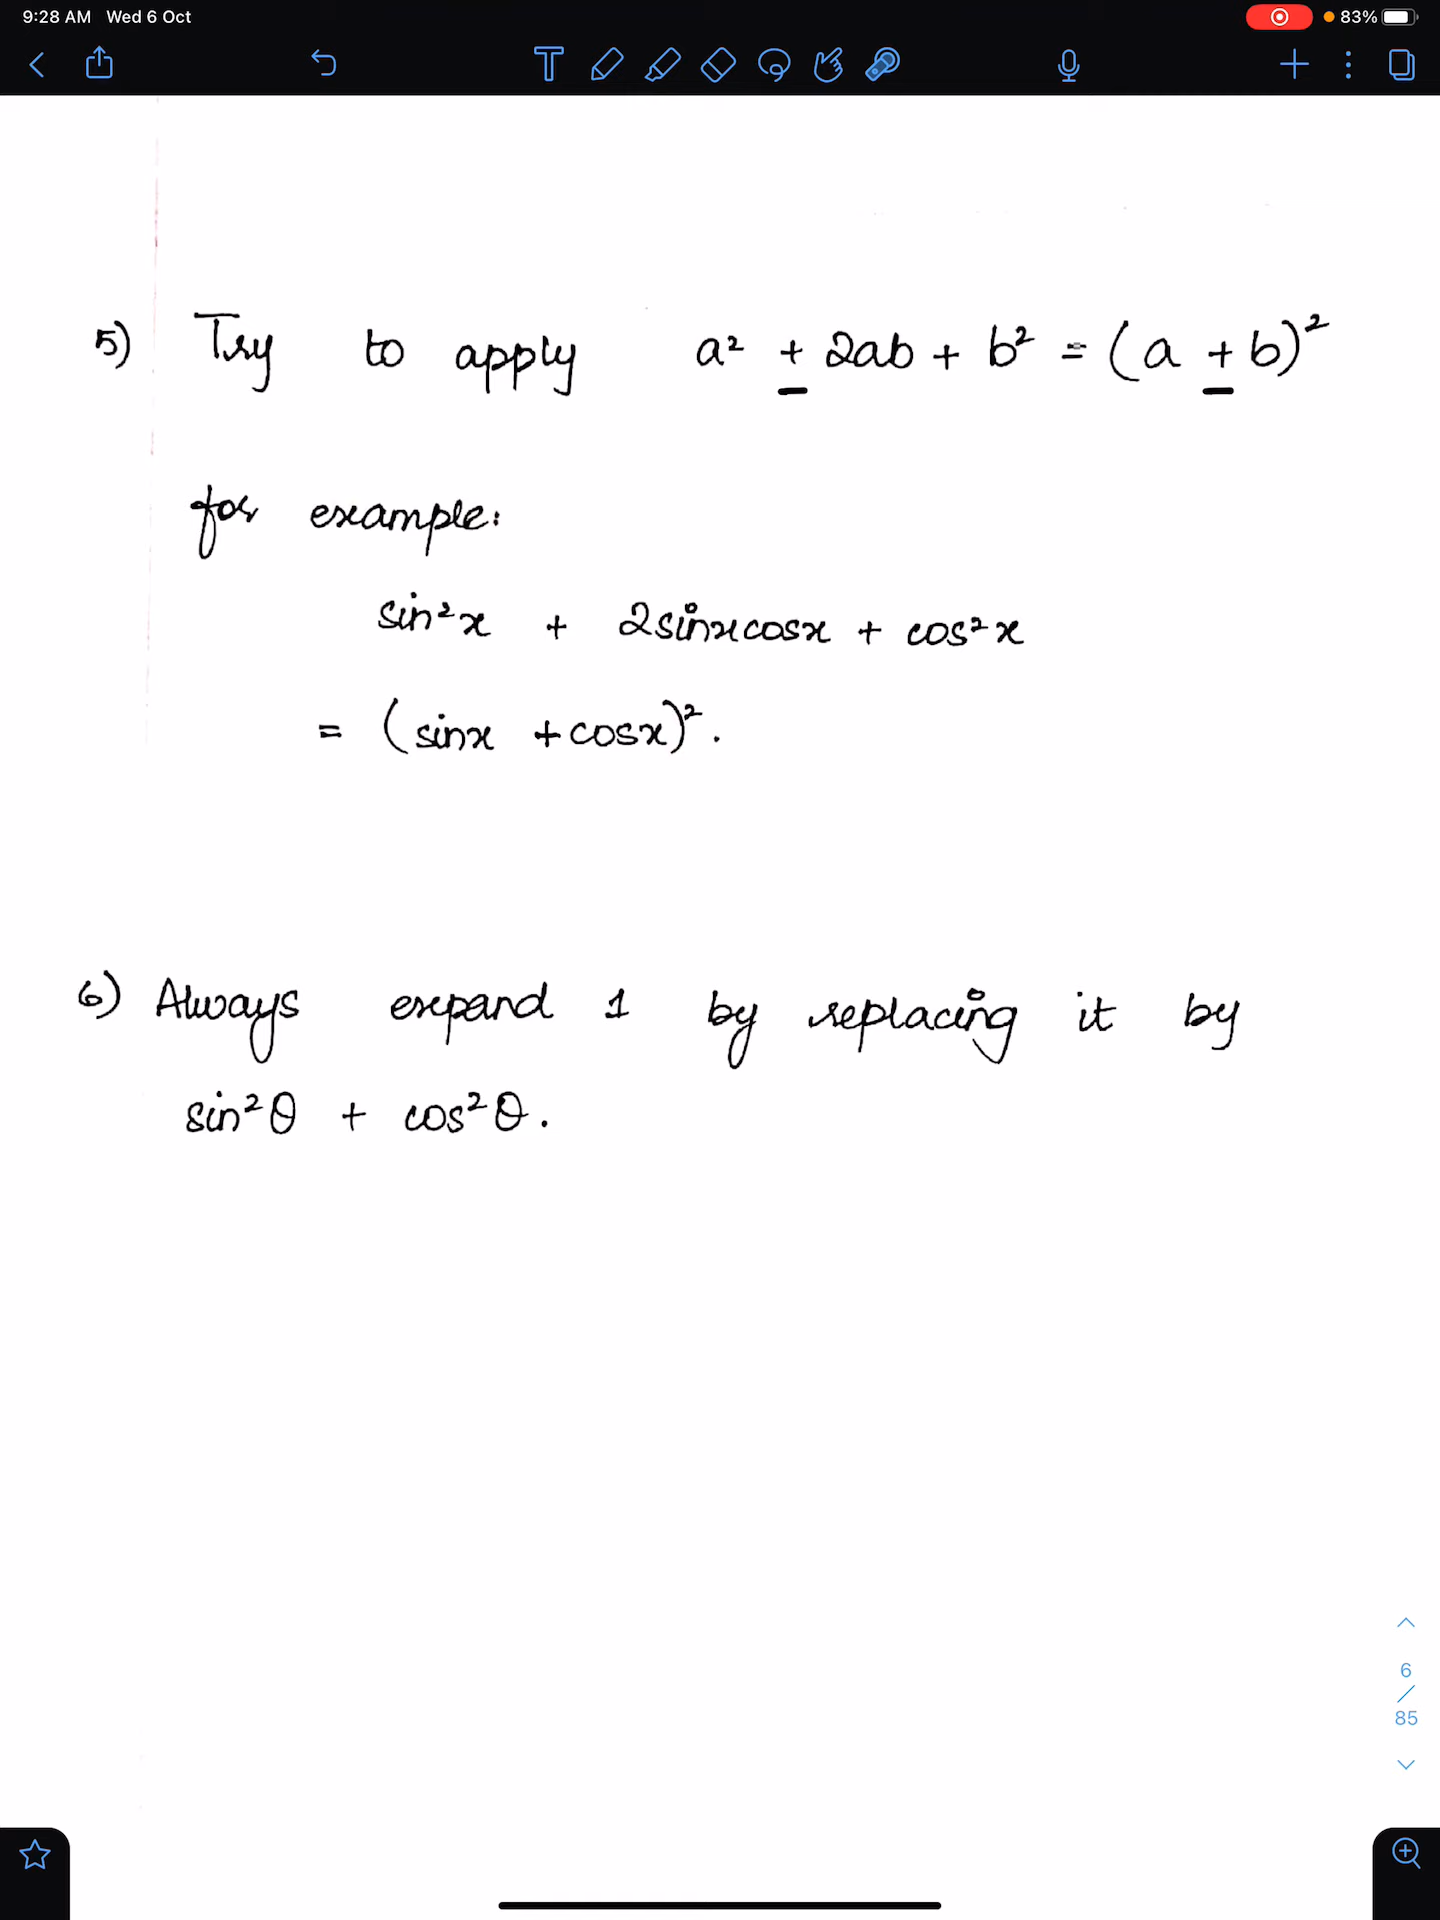 9:28 AM Wed 6 Oct
83%
5) Try to apply a² ± 2ab + b² = (a ± b)²
for example:
sin²x + 2sinxcosx + cos²x
= (sinx + cosx)².
6) Always expand 1 by replacing it by
sin²θ + cos²θ.
6
/
85